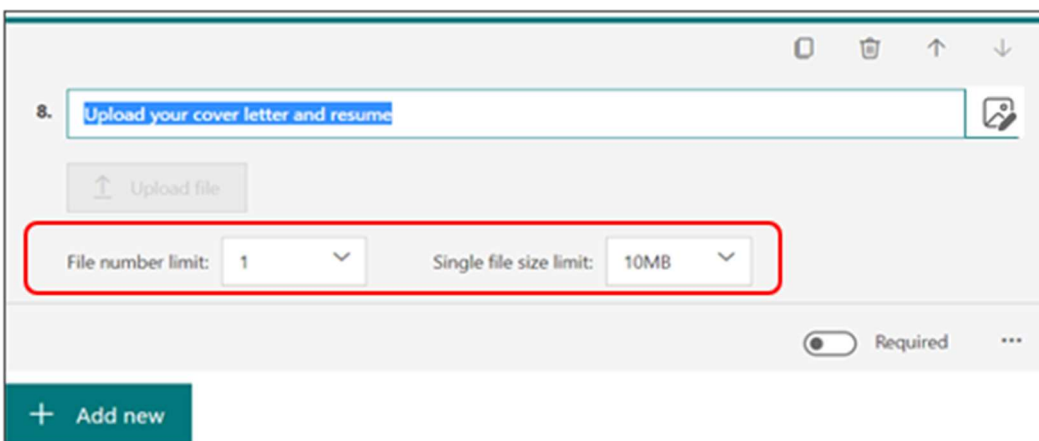 8. Upload your cover letter and resume
Upload file
File number limit: 1 Single file size limit: 10MB
Required
Add new